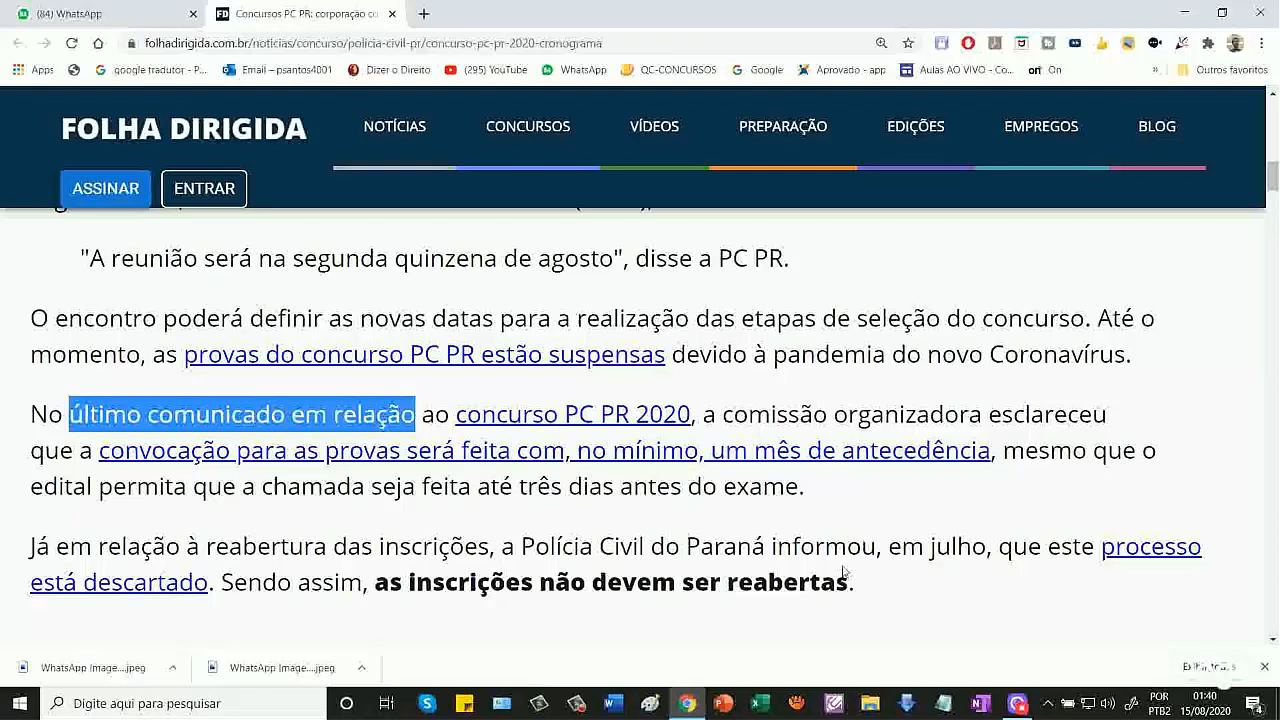 (84) WhatsApp
Concursos PC PR: corporação co
folhadirigida.com.br/noticias/concurso/policia-civil-pr/concurso-pc-pr-2020-cronograma
Apps
google tradutor - P...
Email – psantos4001
Dizer o Direito
(295) YouTube
WhatsApp
QC-CONCURSOS
Google
Aprovado - app
Aulas AO VIVO - Co...
On
Outros favoritos
FOLHA DIRIGIDA
NOTÍCIAS
CONCURSOS
VÍDEOS
PREPARAÇÃO
EDIÇÕES
EMPREGOS
BLOG
ASSINAR
ENTRAR
"A reunião será na segunda quinzena de agosto", disse a PC PR.
O encontro poderá definir as novas datas para a realização das etapas de seleção do concurso. Até o
momento, as provas do concurso PC PR estão suspensas devido à pandemia do novo Coronavírus.
No último comunicado em relação ao concurso PC PR 2020, a comissão organizadora esclareceu
que a convocação para as provas será feita com, no mínimo, um mês de antecedência, mesmo que o
edital permita que a chamada seja feita até três dias antes do exame.
Já em relação à reabertura das inscrições, a Polícia Civil do Paraná informou, em julho, que este processo
está descartado. Sendo assim, as inscrições não devem ser reabertas.
WhatsApp Image....jpeg
WhatsApp Image....jpeg
Digite aqui para pesquisar
POR
PTB2
01:40
15/08/2020